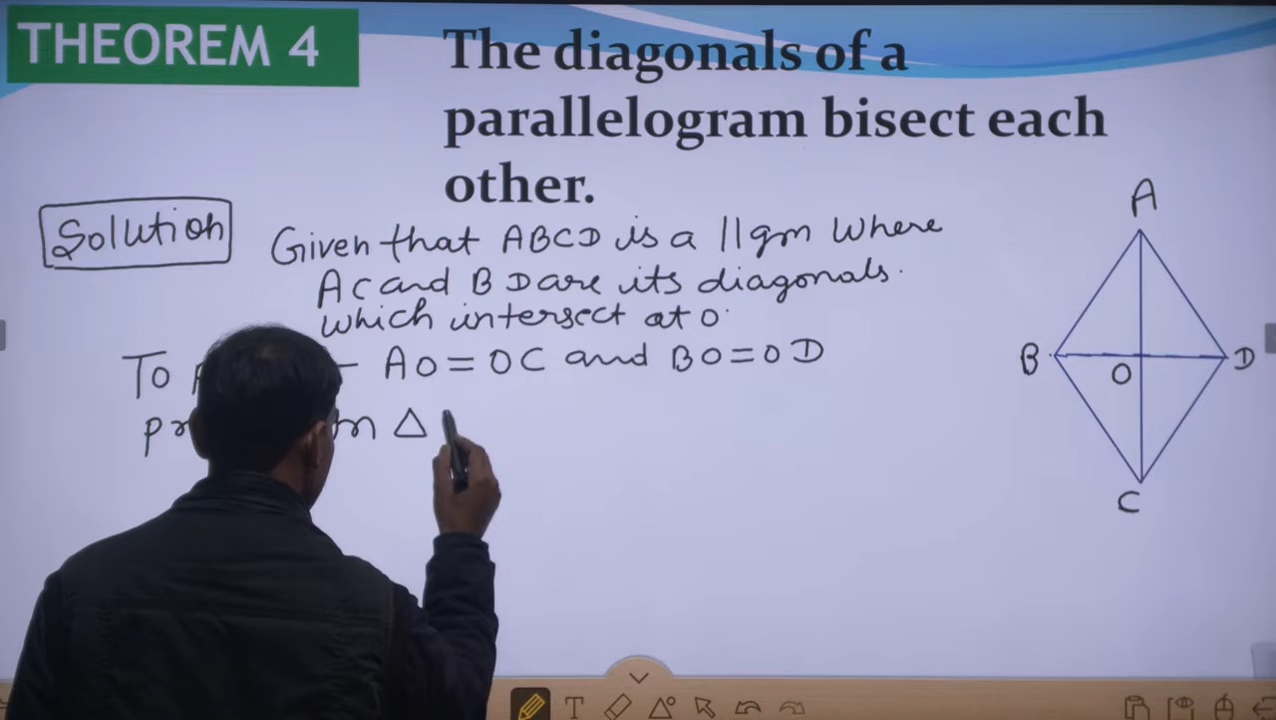 THEOREM 4
The diagonals of a
parallelogram bisect each
other.
Solution
Given that ABCD is a ||gm Where
AC and BD are its diagonals.
which intersect at O.
To AO = OC and BO = OD
△
A
B
O
D
C
T